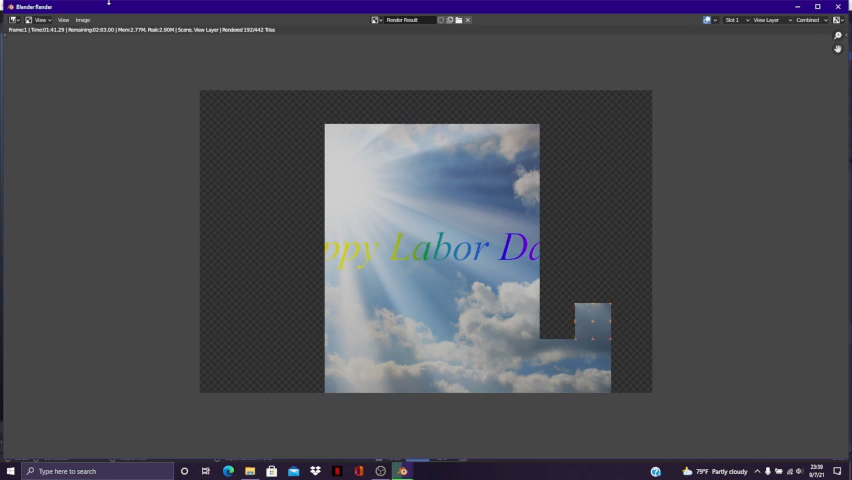 Blender Render
View
View
Image
Render Result
Slot 1
View Layer
Combined
Frame:1 | Time:01:41.29 | Remaining:02:03.00 | Mem:2.77M, Peak:2.90M | Scene, View Layer | Rendered 192/442 Tiles
ppy Labor Da
Type here to search
79°F Partly cloudy
23:39
9/7/21